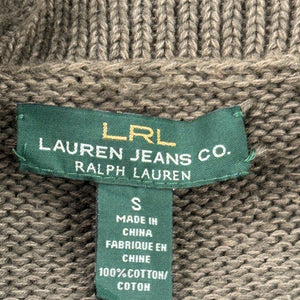 LRL
LAUREN JEANS CO.
RALPH LAUREN
S
MADE IN
CHINA
FABRIQUE EN
CHINE
100%COTTON/
COTON